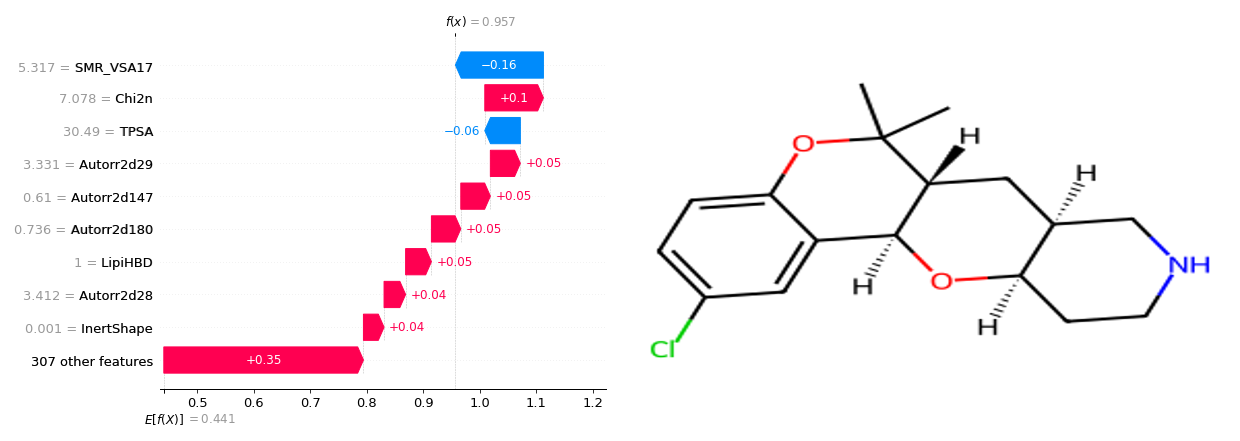 f(x) = 0.957
5.317 = SMR_VSA17
−0.16
7.078 = Chi2n
+0.1
30.49 = TPSA
−0.06
3.331 = Autorr2d29
+0.05
0.61 = Autorr2d147
+0.05
0.736 = Autorr2d180
+0.05
1 = LipiHBD
+0.05
3.412 = Autorr2d28
+0.04
0.001 = InertShape
+0.04
307 other features
+0.35
0.5 0.6 0.7 0.8 0.9 1.0 1.1 1.2
E[f(X)] = 0.441
O
H
H
NH
H
O
H
Cl